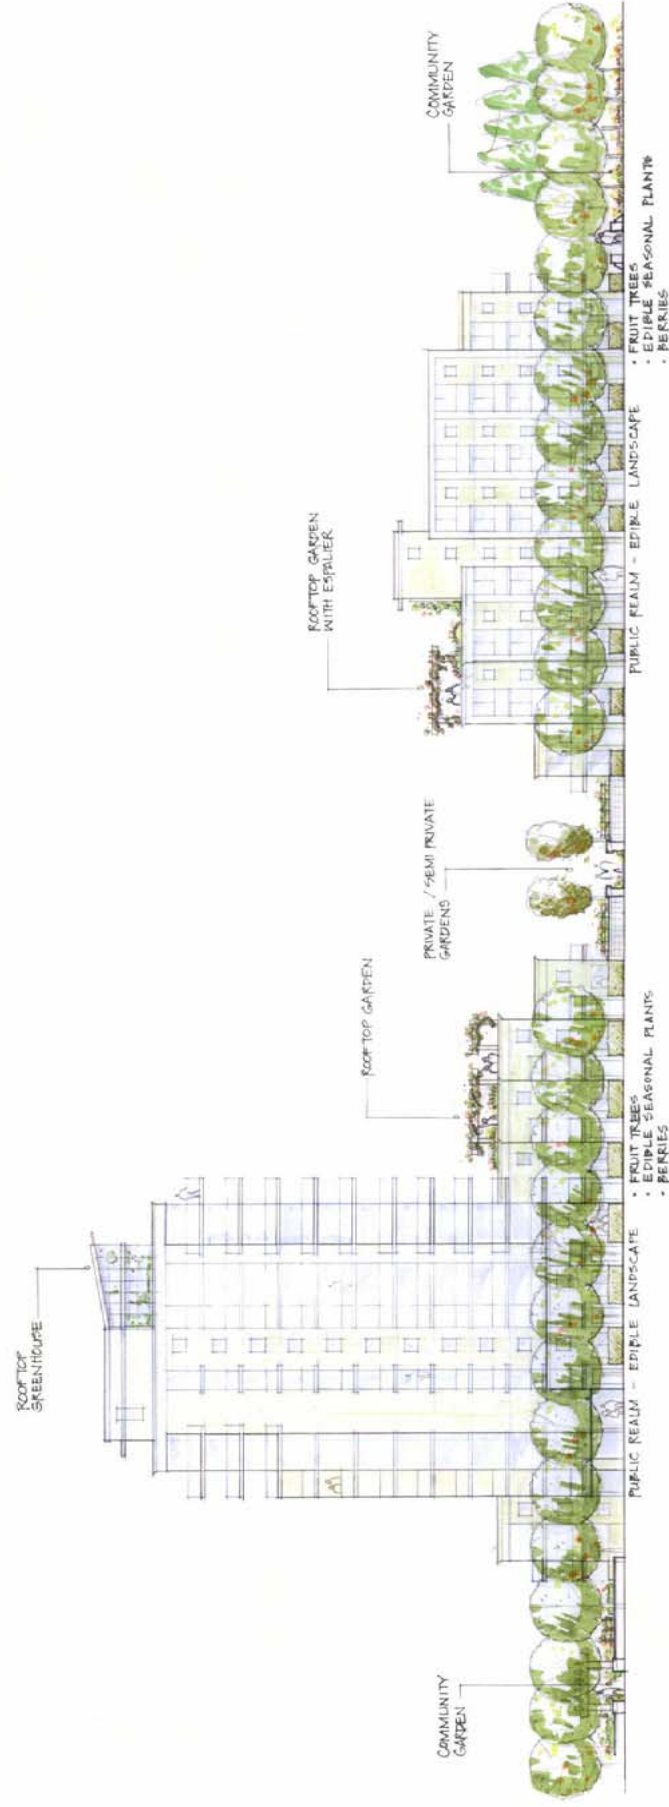 ROOFTOP
GREENHOUSE
COMMUNITY
GARDEN
ROOFTOP GARDEN
PRIVATE / SEMI PRIVATE
GARDENS
ROOFTOP GARDEN
WITH ESPALIER
COMMUNITY
GARDEN
PUBLIC REALM - EDIBLE LANDSCAPE
• FRUIT TREES
• EDIBLE SEASONAL PLANTS
• BERRIES
PUBLIC REALM - EDIBLE LANDSCAPE
• FRUIT TREES
• EDIBLE SEASONAL PLANTS
• BERRIES